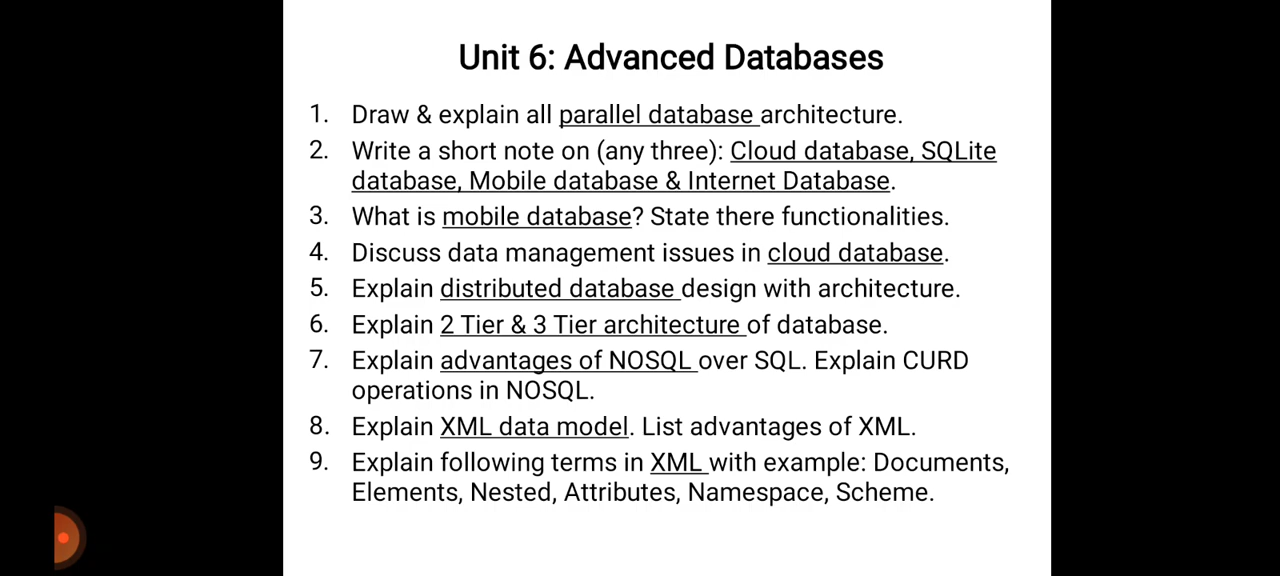 Unit 6: Advanced Databases
1. Draw & explain all parallel database architecture.
2. Write a short note on (any three): Cloud database, SQLite
database, Mobile database & Internet Database.
3. What is mobile database? State there functionalities.
4. Discuss data management issues in cloud database.
5. Explain distributed database design with architecture.
6. Explain 2 Tier & 3 Tier architecture of database.
7. Explain advantages of NOSQL over SQL. Explain CURD
operations in NOSQL.
8. Explain XML data model. List advantages of XML.
9. Explain following terms in XML with example: Documents,
Elements, Nested, Attributes, Namespace, Scheme.